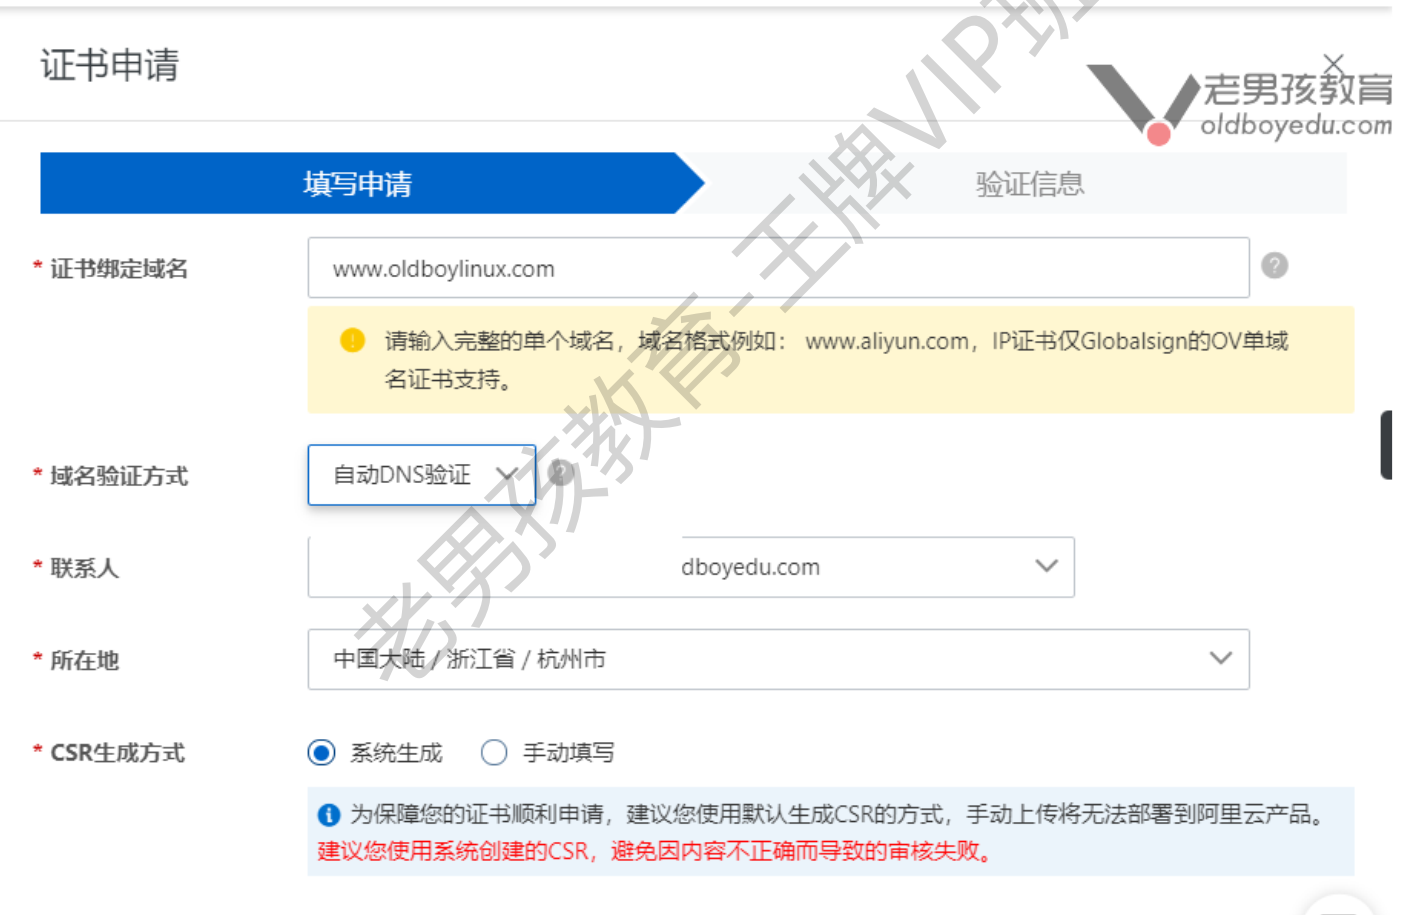 证书申请
老男孩教育
oldboyedu.com
填写申请
验证信息
* 证书绑定域名
www.oldboylinux.com
请输入完整的单个域名，域名格式例如： www.aliyun.com，IP证书仅Globalsign的OV单域
名证书支持。
* 域名验证方式
自动DNS验证
* 联系人
dboyedu.com
* 所在地
中国大陆 / 浙江省 / 杭州市
* CSR生成方式
系统生成
手动填写
为保障您的证书顺利申请，建议您使用默认生成CSR的方式，手动上传将无法部署到阿里云产品。
建议您使用系统创建的CSR，避免因内容不正确而导致的审核失败。
老男孩教育-王牌VIP班